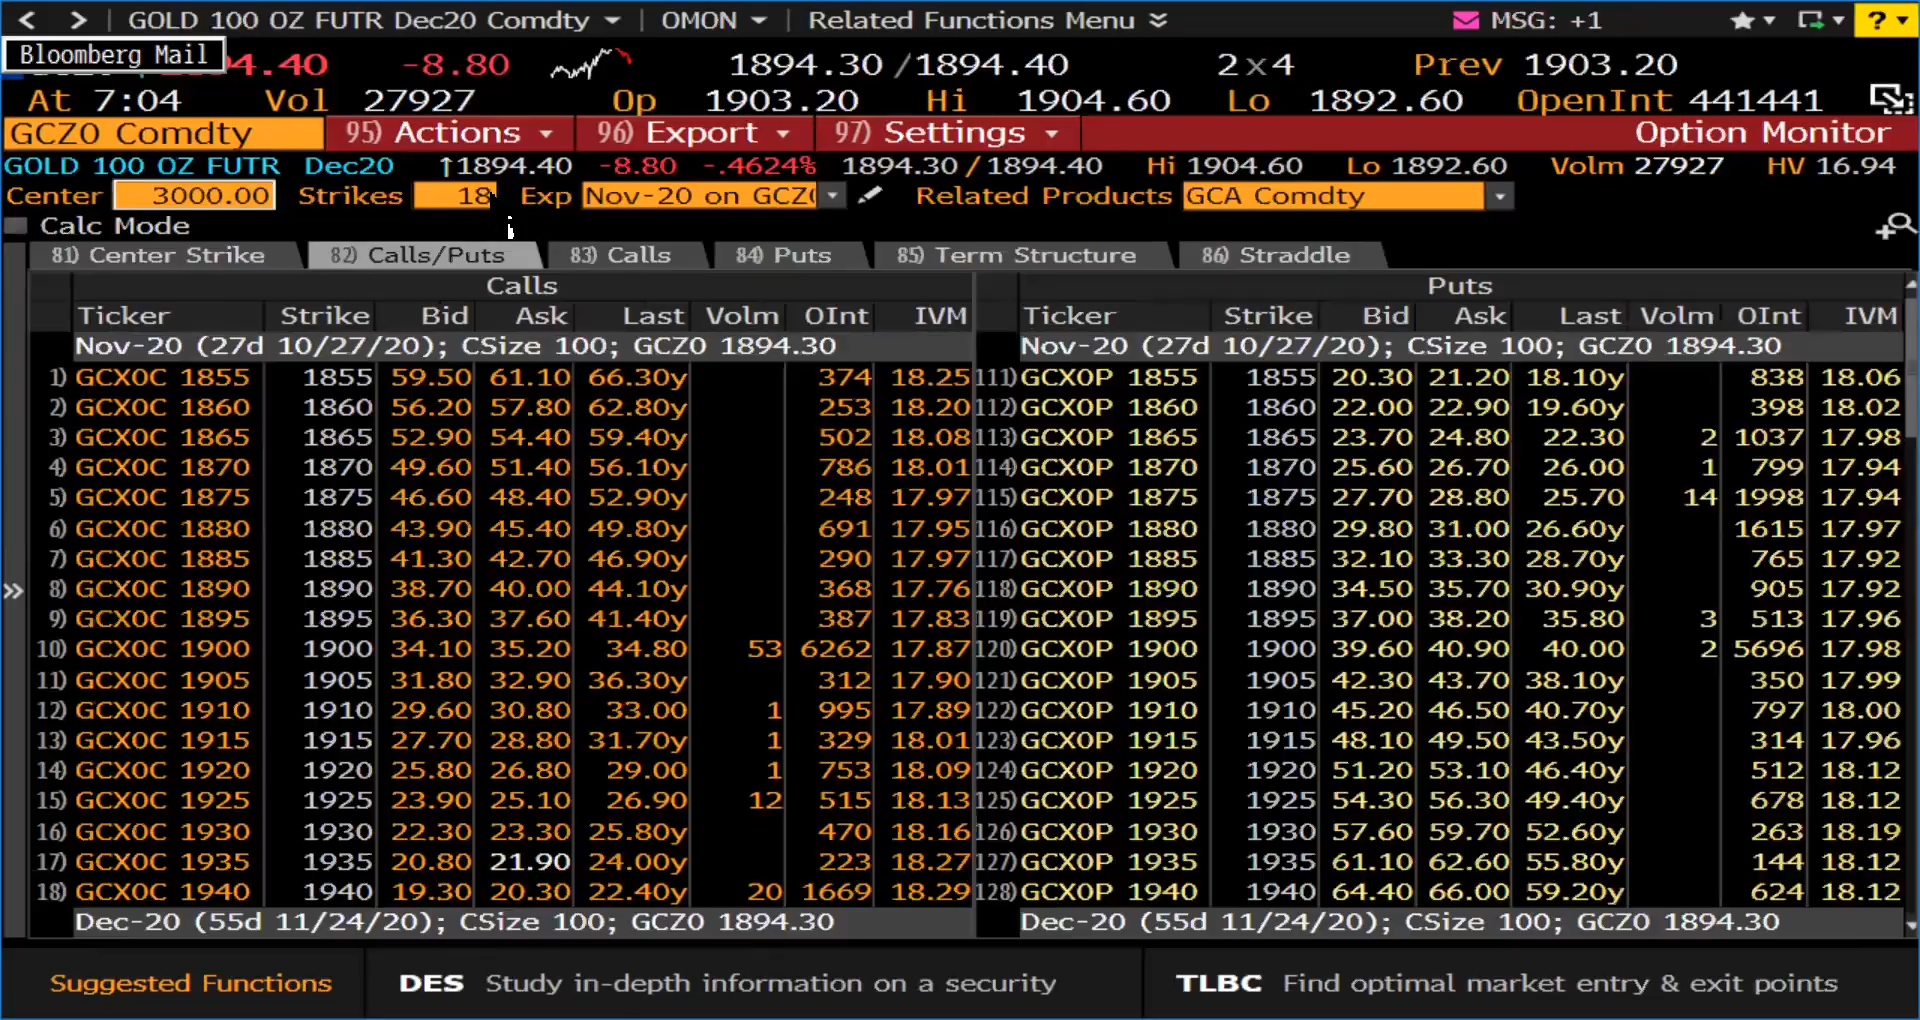 GOLD 100 OZ FUTR Dec20 Comdty OMON Related Functions Menu MSG: +1 ?
Bloomberg Mail
94.40 -8.80 1894.30 /1894.40 2x4 Prev 1903.20
At 7:04 Vol 27927 Op 1903.20 Hi 1904.60 Lo 1892.60 OpenInt 441441
GCZ0 Comdty 95) Actions 96) Export 97) Settings Option Monitor
GOLD 100 OZ FUTR Dec20 ↑1894.40 -8.80 -.4624% 1894.30 /1894.40 Hi 1904.60 Lo 1892.60 Volm 27927 HV 16.94
Center 3000.00 Strikes 18 Exp Nov-20 on GCZ Related Products GCA Comdty
Calc Mode
81) Center Strike 82) Calls/Puts 83) Calls 84) Puts 85) Term Structure 86) Straddle
Calls Puts
Ticker Strike Bid Ask Last Volm OInt IVM Ticker Strike Bid Ask Last Volm OInt IVM
Nov-20 (27d 10/27/20); CSize 100; GCZ0 1894.30 Nov-20 (27d 10/27/20); CSize 100; GCZ0 1894.30
1) GCX0C 1855 1855 59.50 61.10 66.30y 374 18.25 111) GCX0P 1855 1855 20.30 21.20 18.10y 838 18.06
2) GCX0C 1860 1860 56.20 57.80 62.80y 253 18.20 112) GCX0P 1860 1860 22.00 22.90 19.60y 398 18.02
3) GCX0C 1865 1865 52.90 54.40 59.40y 502 18.08 113) GCX0P 1865 1865 23.70 24.80 22.30 2 1037 17.98
4) GCX0C 1870 1870 49.60 51.40 56.10y 786 18.01 114) GCX0P 1870 1870 25.60 26.70 26.00 1 799 17.94
5) GCX0C 1875 1875 46.60 48.40 52.90y 248 17.97 115) GCX0P 1875 1875 27.70 28.80 25.70 14 1998 17.94
6) GCX0C 1880 1880 43.90 45.40 49.80y 691 17.95 116) GCX0P 1880 1880 29.80 31.00 26.60y 1615 17.97
7) GCX0C 1885 1885 41.30 42.70 46.90y 290 17.97 117) GCX0P 1885 1885 32.10 33.30 28.70y 765 17.92
8) GCX0C 1890 1890 38.70 40.00 44.10y 368 17.76 118) GCX0P 1890 1890 34.50 35.70 30.90y 905 17.92
9) GCX0C 1895 1895 36.30 37.60 41.40y 387 17.83 119) GCX0P 1895 1895 37.00 38.20 35.80 3 513 17.96
10) GCX0C 1900 1900 34.10 35.20 34.80 53 6262 17.87 120) GCX0P 1900 1900 39.60 40.90 40.00 2 5696 17.98
11) GCX0C 1905 1905 31.80 32.90 36.30y 312 17.90 121) GCX0P 1905 1905 42.30 43.70 38.10y 350 17.99
12) GCX0C 1910 1910 29.60 30.80 33.00 1 995 17.89 122) GCX0P 1910 1910 45.20 46.50 40.70y 797 18.00
13) GCX0C 1915 1915 27.70 28.80 31.70y 1 329 18.01 123) GCX0P 1915 1915 48.10 49.50 43.50y 314 17.96
14) GCX0C 1920 1920 25.80 26.80 29.00 1 753 18.09 124) GCX0P 1920 1920 51.20 53.10 46.40y 512 18.12
15) GCX0C 1925 1925 23.90 25.10 26.90 12 515 18.13 125) GCX0P 1925 1925 54.30 56.30 49.40y 678 18.12
16) GCX0C 1930 1930 22.30 23.30 25.80y 470 18.16 126) GCX0P 1930 1930 57.60 59.70 52.60y 263 18.19
17) GCX0C 1935 1935 20.80 21.90 24.00y 223 18.27 127) GCX0P 1935 1935 61.10 62.60 55.80y 144 18.12
18) GCX0C 1940 1940 19.30 20.30 22.40y 20 1669 18.29 128) GCX0P 1940 1940 64.40 66.00 59.20y 624 18.12
Dec-20 (55d 11/24/20); CSize 100; GCZ0 1894.30 Dec-20 (55d 11/24/20); CSize 100; GCZ0 1894.30
Suggested Functions DES Study in-depth information on a security TLBC Find optimal market entry & exit points